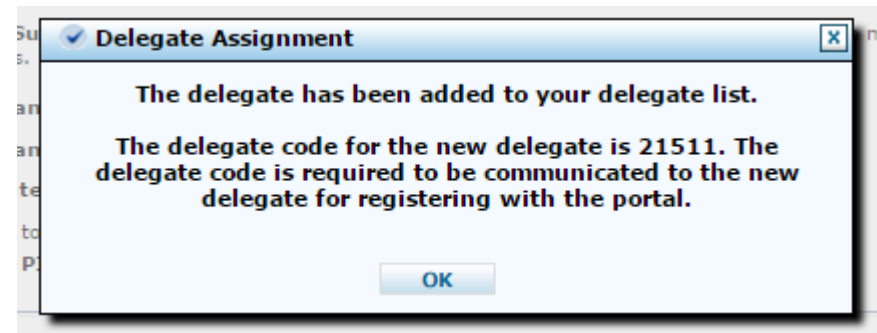 Delegate Assignment
The delegate has been added to your delegate list.
The delegate code for the new delegate is 21511. The
delegate code is required to be communicated to the new
delegate for registering with the portal.
OK